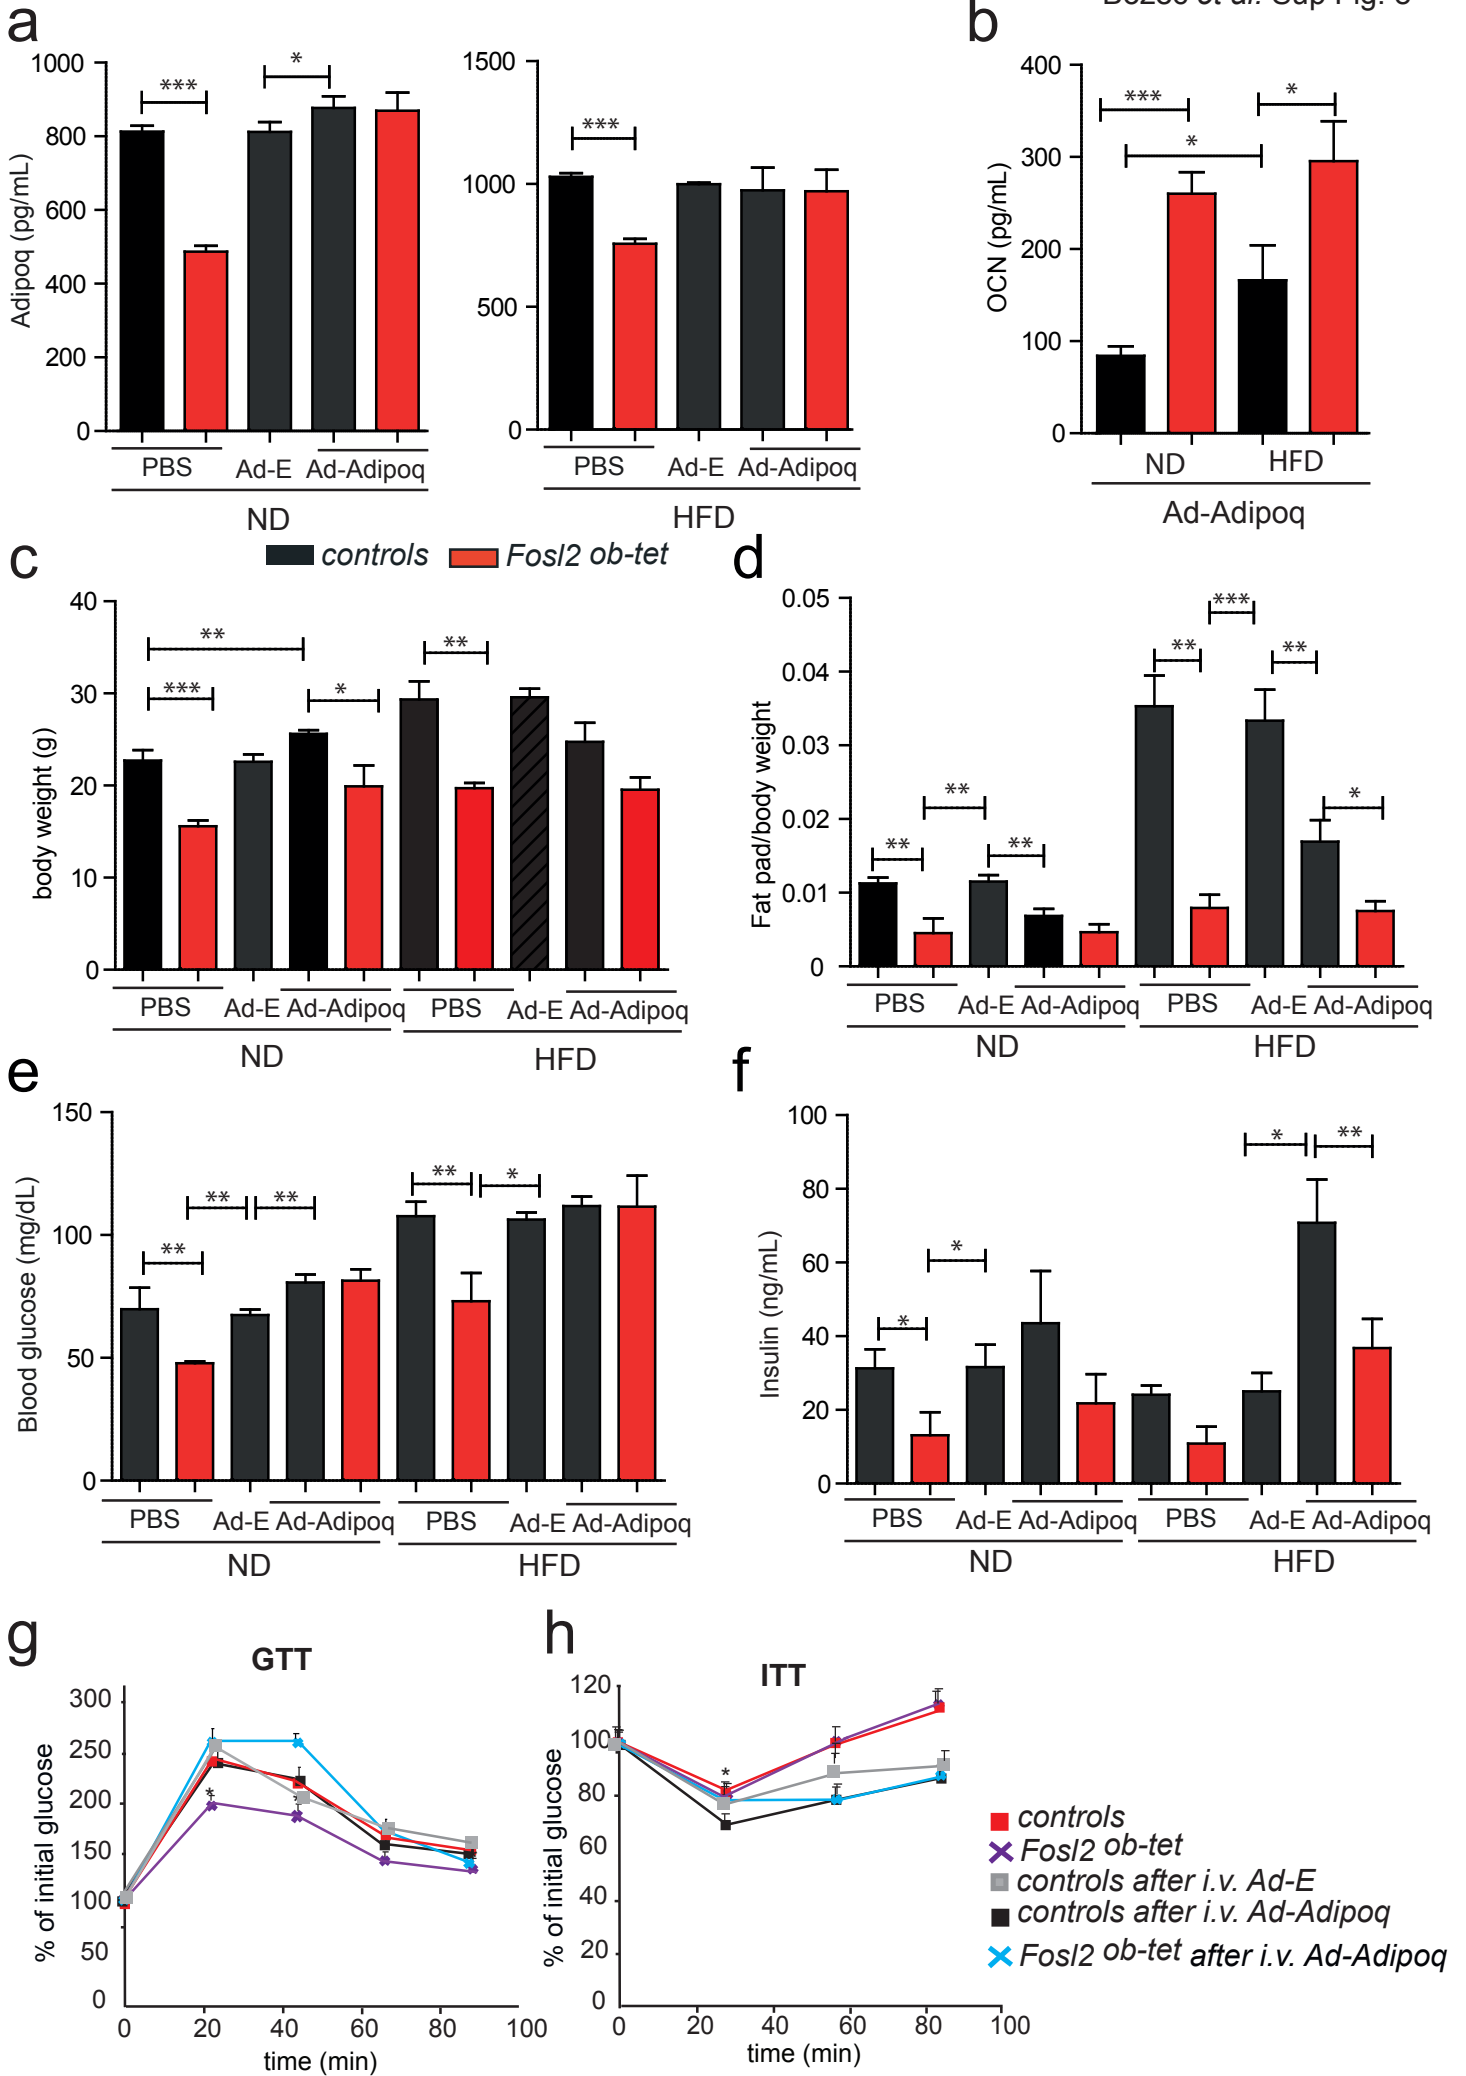 a
1000
800
600
400
200
0
Adipoq (pg/mL)
***
*
PBS
Ad-E
Ad-Adipoq
ND
1500
1000
500
0
***
PBS
Ad-E
Ad-Adipoq
HFD
b
400
300
200
100
0
OCN (pg/mL)
***
*
*
ND
HFD
Ad-Adipoq
controls
Fosl2 ob-tet
c
40
30
20
10
0
body weight (g)
**
***
*
**
PBS
Ad-E
Ad-Adipoq
PBS
Ad-E
Ad-Adipoq
ND
HFD
d
0.05
0.04
0.03
0.02
0.01
0
Fat pad/body weight
**
**
**
**
***
**
*
PBS
Ad-E
Ad-Adipoq
PBS
Ad-E
Ad-Adipoq
ND
HFD
e
150
100
50
0
Blood glucose (mg/dL)
**
**
**
**
*
PBS
Ad-E
Ad-Adipoq
PBS
Ad-E
Ad-Adipoq
ND
HFD
f
100
80
60
40
20
0
Insulin (ng/mL)
*
*
*
**
PBS
Ad-E
Ad-Adipoq
PBS
Ad-E
Ad-Adipoq
ND
HFD
g
GTT
300
250
200
150
100
50
0
% of initial glucose
*
*
0
20
40
60
80
100
time (min)
h
ITT
120
100
80
60
40
20
0
% of initial glucose
*
0
20
40
60
80
100
time (min)
controls
Fosl2 ob-tet
controls after i.v. Ad-E
controls after i.v. Ad-Adipoq
Fosl2 ob-tet after i.v. Ad-Adipoq